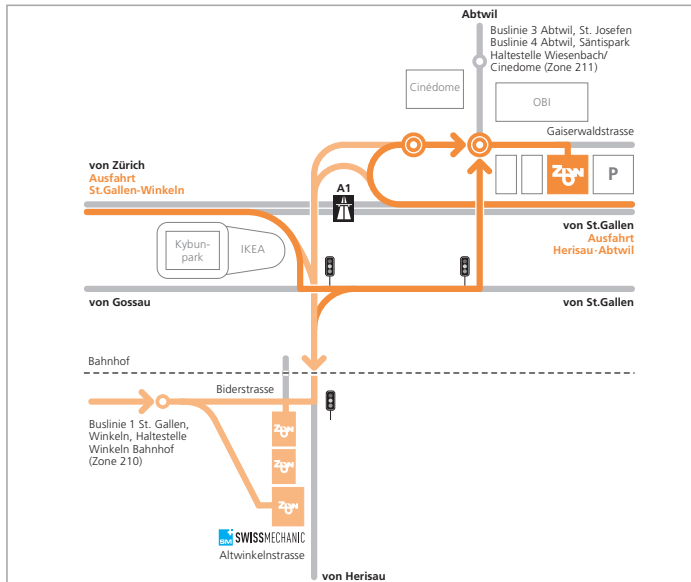 Abtwil
Buslinie 3 Abtwil, St. Josefen
Buslinie 4 Abtwil, Säntispark
Haltestelle Wiesenbach/
Cinedome (Zone 211)
Cinédome
OBI
Gaiserwaldstrasse
von Zürich
Ausfahrt
St.Gallen-Winkeln
A1
P
von St.Gallen
Ausfahrt
Herisau-Abtwil
Kybun-
park
IKEA
von Gossau
von St.Gallen
Bahnhof
Biderstrasse
Buslinie 1 St. Gallen,
Winkeln, Haltestelle
Winkeln Bahnhof
(Zone 210)
SM SWISSMECHANIC
Altwinkelnstrasse
von Herisau